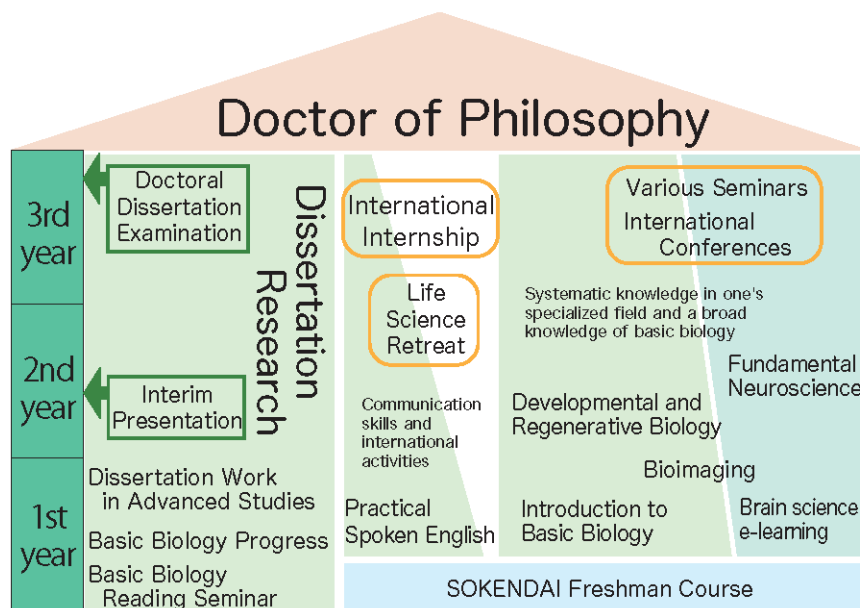 Doctor of Philosophy
3rd
year
Doctoral
Dissertation
Examination
Dissertation
Research
2nd
year
Interim
Presentation
1st
year
Dissertation Work
in Advanced Studies
Basic Biology Progress
Basic Biology
Reading Seminar
International
Internship
Life
Science
Retreat
Communication
skills and
international
activities
Practical
Spoken English
Various Seminars
International
Conferences
Systematic knowledge in one's
specialized field and a broad
knowledge of basic biology
Fundamental
Neuroscience
Developmental and
Regenerative Biology
Bioimaging
Introduction to
Basic Biology
Brain science
e-learning
SOKENDAI Freshman Course